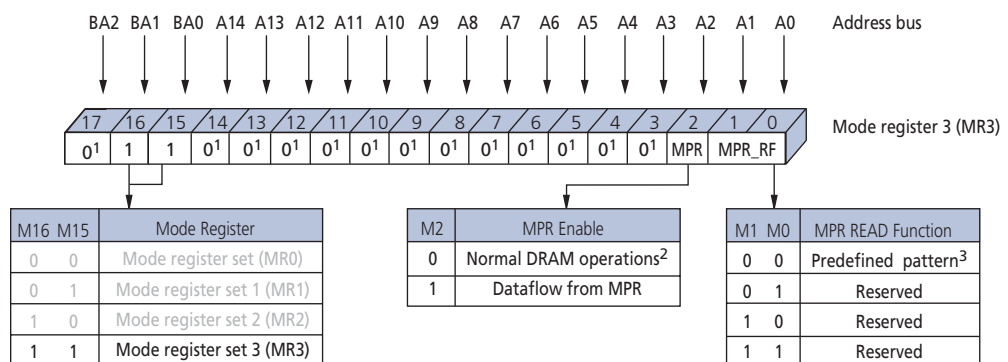 BA2 BA1 BA0 A14 A13 A12 A11 A10 A9 A8 A7 A6 A5 A4 A3 A2 A1 A0 Address bus
17 16 15 14 13 12 11 10 9 8 7 6 5 4 3 2 1 0 Mode register 3 (MR3)
0¹ 1 1 0¹ 0¹ 0¹ 0¹ 0¹ 0¹ 0¹ 0¹ 0¹ 0¹ 0¹ 0¹ MPR MPR_RF
M16 M15 Mode Register
0 0 Mode register set (MR0)
0 1 Mode register set 1 (MR1)
1 0 Mode register set 2 (MR2)
1 1 Mode register set 3 (MR3)
M2 MPR Enable
0 Normal DRAM operations²
1 Dataflow from MPR
M1 M0 MPR READ Function
0 0 Predefined pattern³
0 1 Reserved
1 0 Reserved
1 1 Reserved